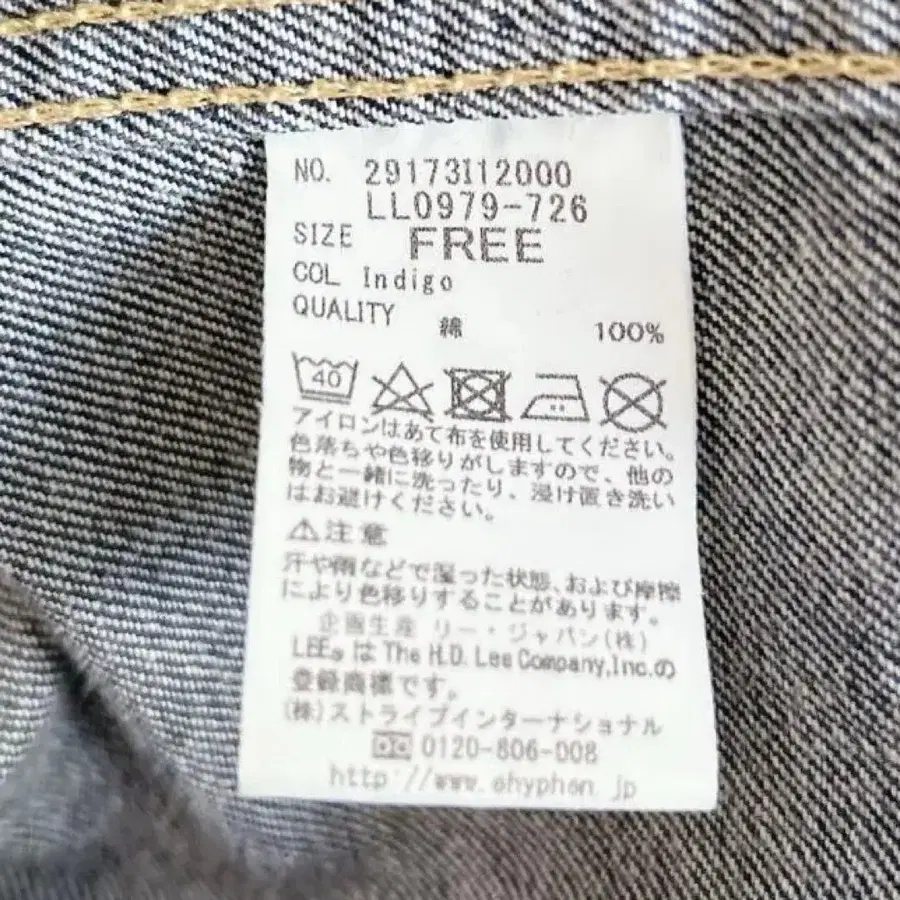 NO. 29173I12000
LL0979-726
SIZE FREE
COL Indigo
QUALITY
綿 100%
40
アイロンはあて布を使用してください。
色落ちや色移りがしますので、他の
物と一緒に洗ったり、浸け置き洗い
はお避けください。
⚠注意
汗や雨などで湿った状態、および摩擦
により色移りすることがあります。
企画生産 リー・ジャパン(株)
LEE®は The H.D. Lee Company, Inc.の
登録商標です。
(株)ストライプインターナショナル
0120-806-008
http://www.ehyphen.jp